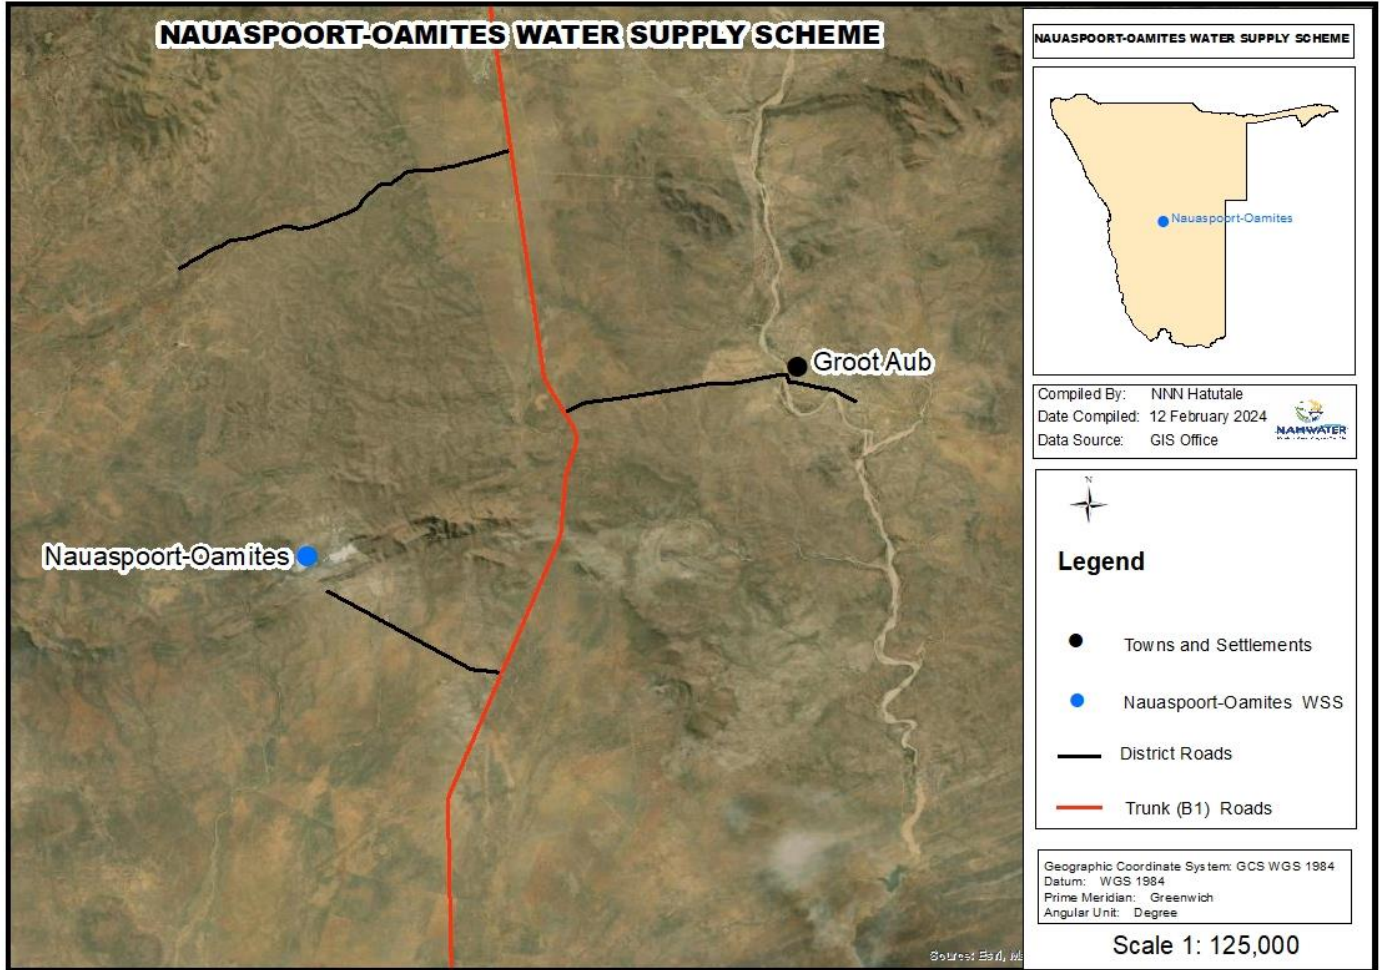 NAUASPOORT-OAMITES WATER SUPPLY SCHEME
Groot Aub
Nauaspoort-Oamites
Source: Esri,
NAUASPOORT-OAMITES WATER SUPPLY SCHEME
Nauaspoort-Oamites
Compiled By: NNN Hatutale
Date Compiled: 12 February 2024
Data Source: GIS Office
NAMWATER
N
Legend
Towns and Settlements
Nauaspoort-Oamites WSS
District Roads
Trunk (B1) Roads
Geographic Coordinate System: GCS WGS 1984
Datum: WGS 1984
Prime Meridian: Greenwich
Angular Unit: Degree
Scale 1: 125,000